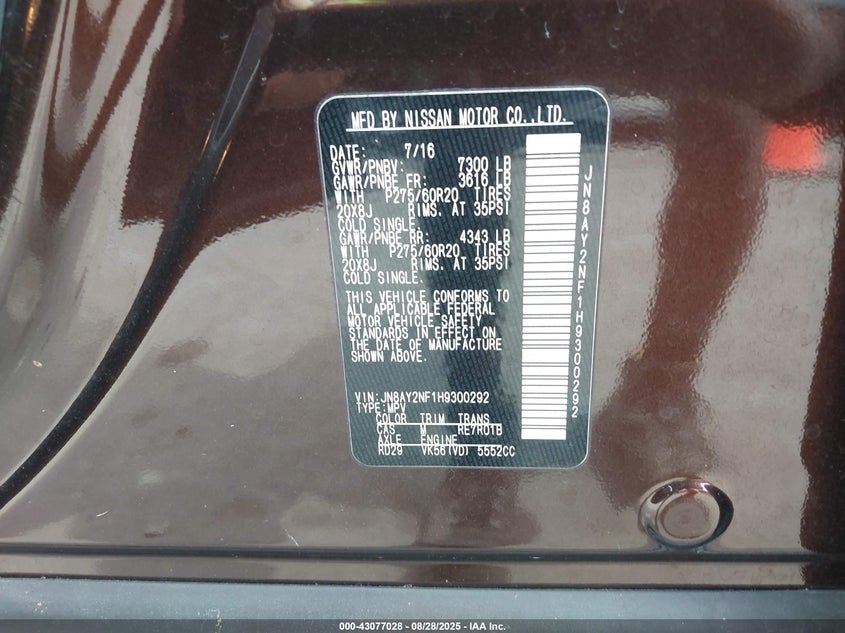 MFD BY NISSAN MOTOR CO.,LTD.
DATE: 7/16
GVWR/PNBV: 7300 LB
GAWR/PNBE FR: 3616 LB
WITH P275/60R20 TIRES
20X8J RIMS. AT 35PSI
COLD SINGLE.
GAWR/PNBE RR: 4343 LB
WITH P275/60R20 TIRES
20X8J RIMS. AT 35PSI
COLD SINGLE.
THIS VEHICLE CONFORMS TO
ALL APPLICABLE FEDERAL
MOTOR VEHICLE SAFETY
STANDARDS IN EFFECT ON
THE DATE OF MANUFACTURE
SHOWN ABOVE.
VIN:JN8AY2NF1H9300292
TYPE:MPV
COLOR TRIM TRANS
CAS M RE7R01B
AXLE ENGINE
RD29 VK56(VD) 5552CC
JN8AY2NF1H9300292
000-43077028 - 08/28/2025 - IAA Inc.